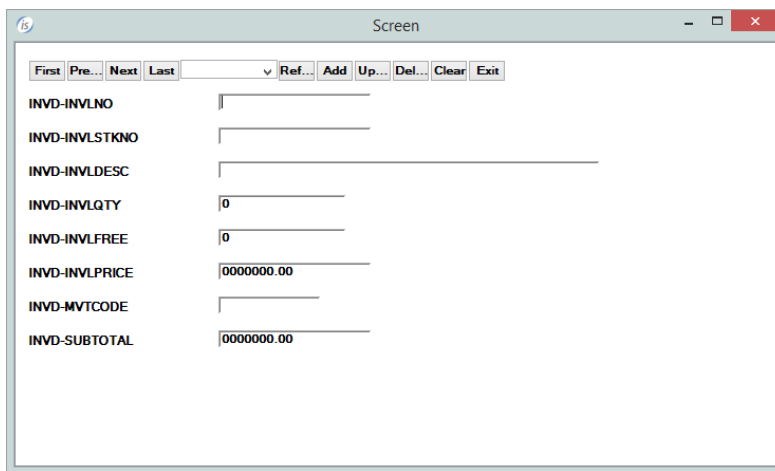 is Screen
First Pre... Next Last Ref... Add Up... Del... Clear Exit
INVD-INVLNO
INVD-INVLSTKNO
INVD-INVLDESC
INVD-INVLQTY 0
INVD-INVLFREE 0
INVD-INVLPRICE 0000000.00
INVD-MVTCODE
INVD-SUBTOTAL 0000000.00